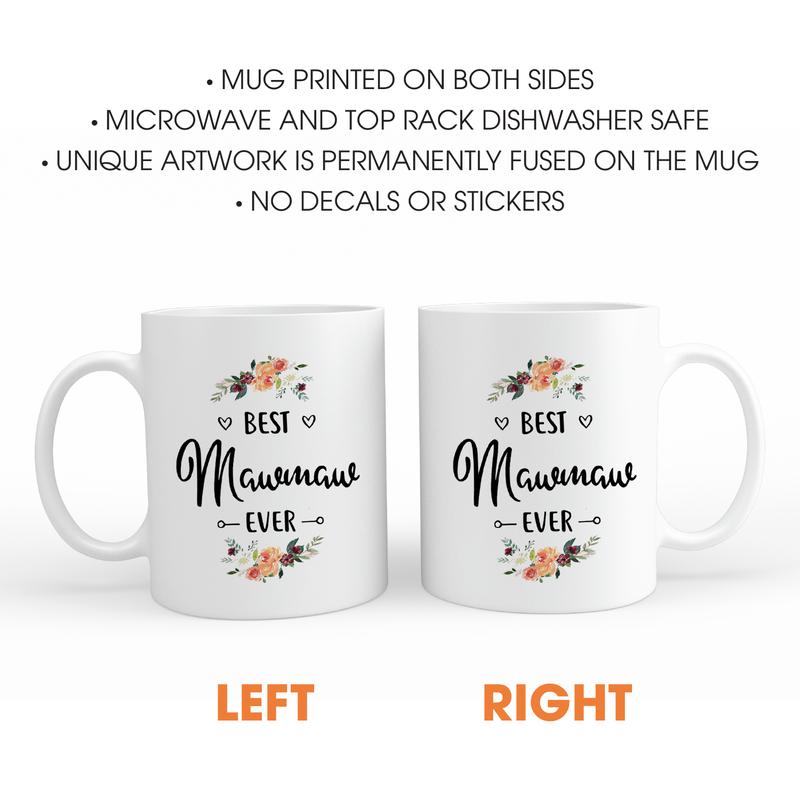 • MUG PRINTED ON BOTH SIDES
• MICROWAVE AND TOP RACK DISHWASHER SAFE
• UNIQUE ARTWORK IS PERMANENTLY FUSED ON THE MUG
• NO DECALS OR STICKERS
BEST
Mawmaw
EVER
BEST
Mawmaw
EVER
LEFT
RIGHT